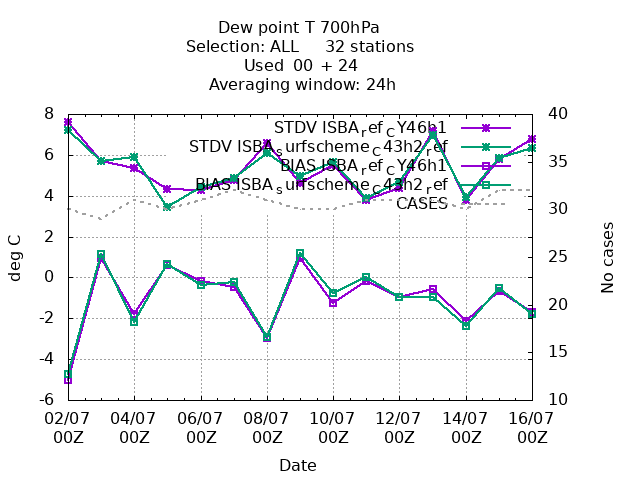 Dew point T 700hPa
Selection: ALL 32 stations
Used 00 + 24
Averaging window: 24h
8
6
4
2
0
-2
-4
-6
40
35
30
25
20
15
10
STDV ISBA_ref_CY46h1
STDV ISBA_surfscheme_C43h2_ref
BIAS ISBA_ref_CY46h1
BIAS ISBA_surfscheme_C43h2_ref
CASES
deg C
No cases
02/07 04/07 06/07 08/07 10/07 12/07 14/07 16/07
00Z 00Z 00Z 00Z 00Z 00Z 00Z 00Z
Date